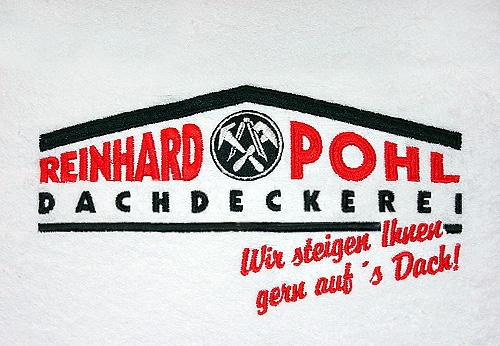 REINHARD POHL
DACHDECKEREI
Wir steigen Ihnen
gern auf ´s Dach!